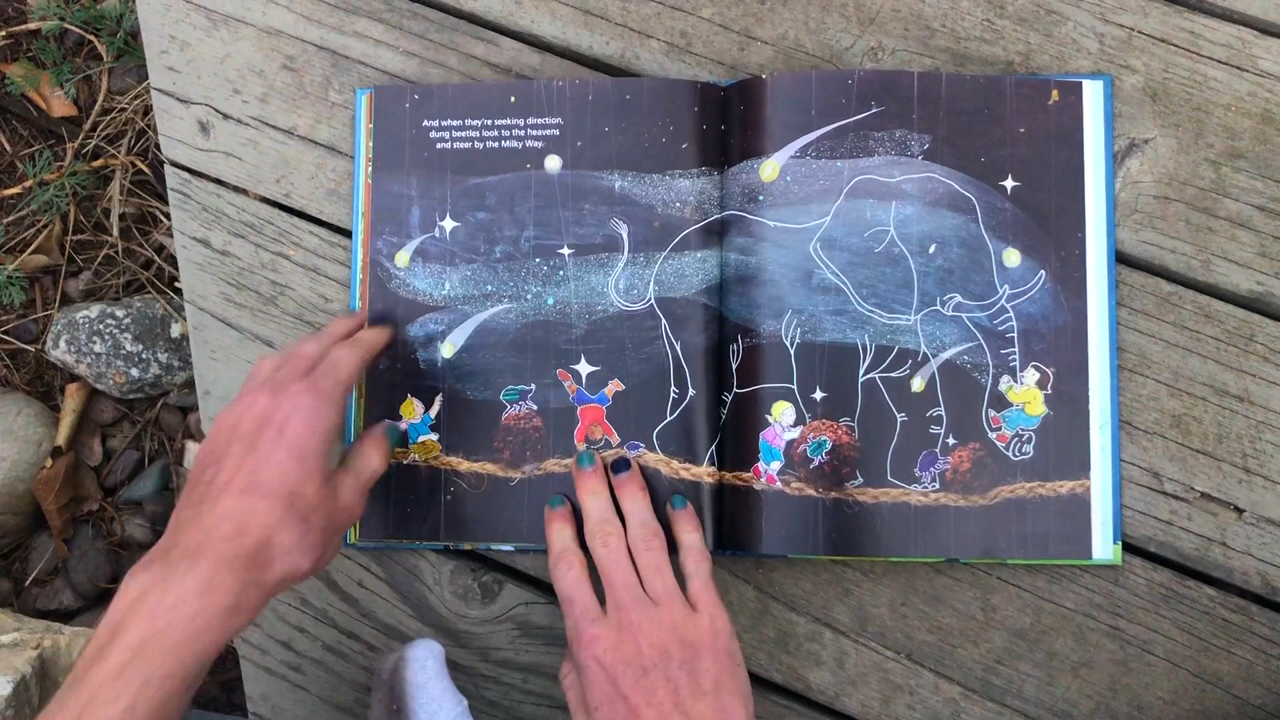 And when they're seeking direction,
dung beetles look to the heavens
and steer by the Milky Way.